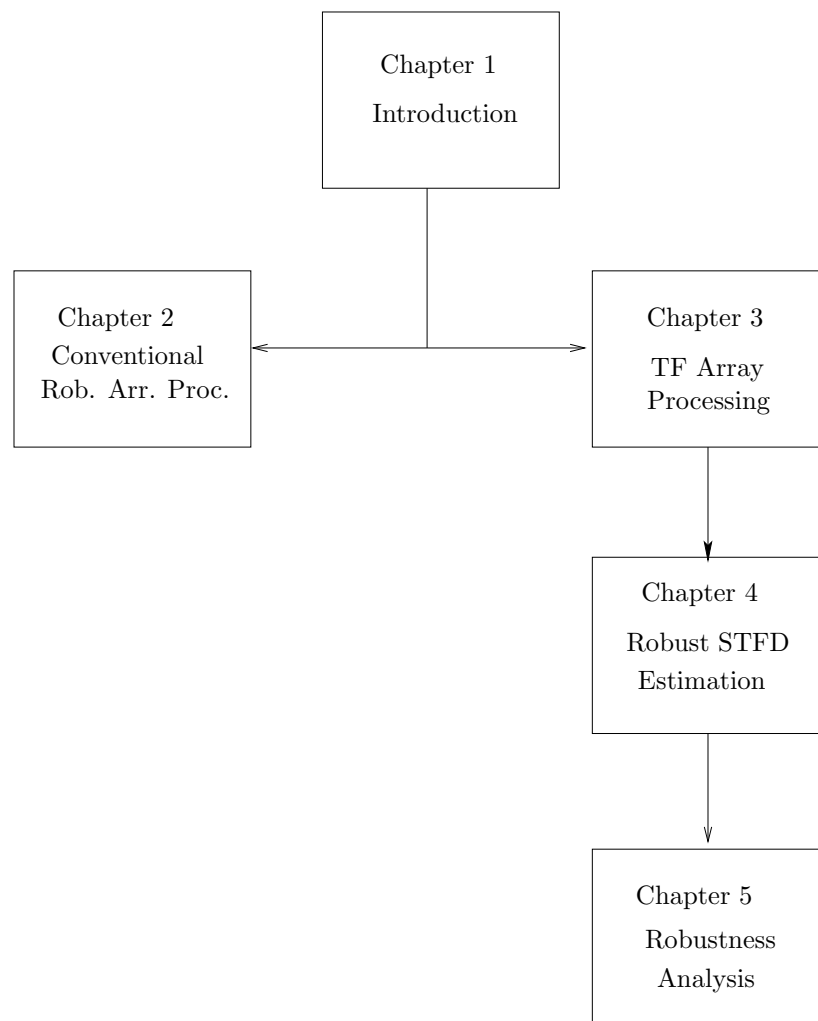 Chapter 1
Introduction
Chapter 2
Conventional
Rob. Arr. Proc.
Chapter 3
TF Array
Processing
Chapter 4
Robust STFD
Estimation
Chapter 5
Robustness
Analysis